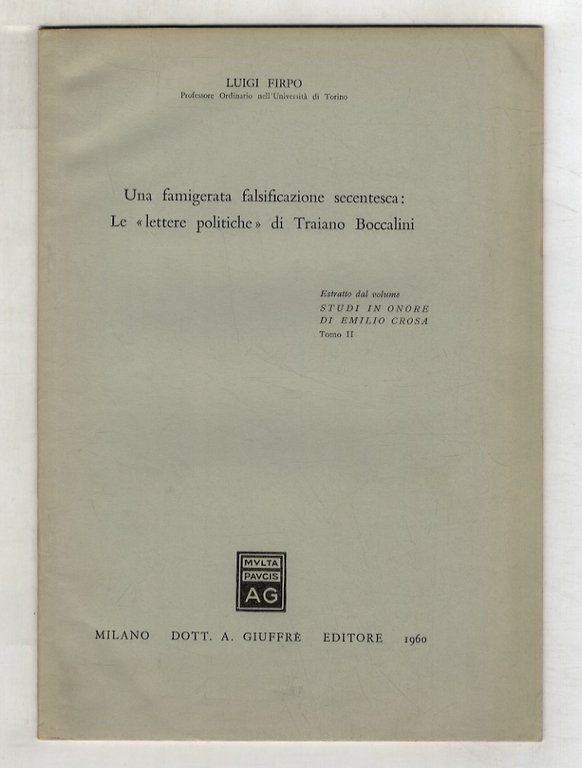 LUIGI FIRPO
Professore Ordinario nell'Università di Torino
Una famigerata falsificazione secentesca:
Le «lettere politiche» di Traiano Boccalini
Estratto dal volume
STUDI IN ONORE
DI EMILIO CROSA
Tomo II
MVLTA
PAVCIS
AG
MILANO DOTT. A. GIUFFRÈ EDITORE 1960